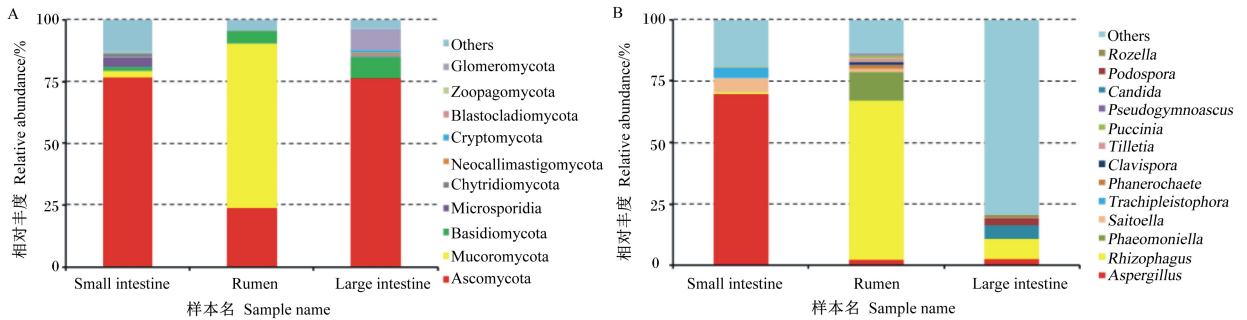 A
相对丰度 Relative abundance/%
100
75
50
25
0
Small intestine
Rumen
Large intestine
样本名 Sample name
Others
Glomeromycota
Zoopagomycota
Blastocladiomycota
Cryptomycota
Neocallimastigomycota
Chytridiomycota
Microsporidia
Basidiomycota
Mucoromycota
Ascomycota
B
相对丰度 Relative abundance/%
100
75
50
25
0
Small intestine
Rumen
Large intestine
样本名 Sample name
Others
Rozella
Podospora
Candida
Pseudogymnoascus
Puccinia
Tilletia
Clavispora
Phanerochaete
Trachipleistophora
Saitoella
Phaeomoniella
Rhizophagus
Aspergillus